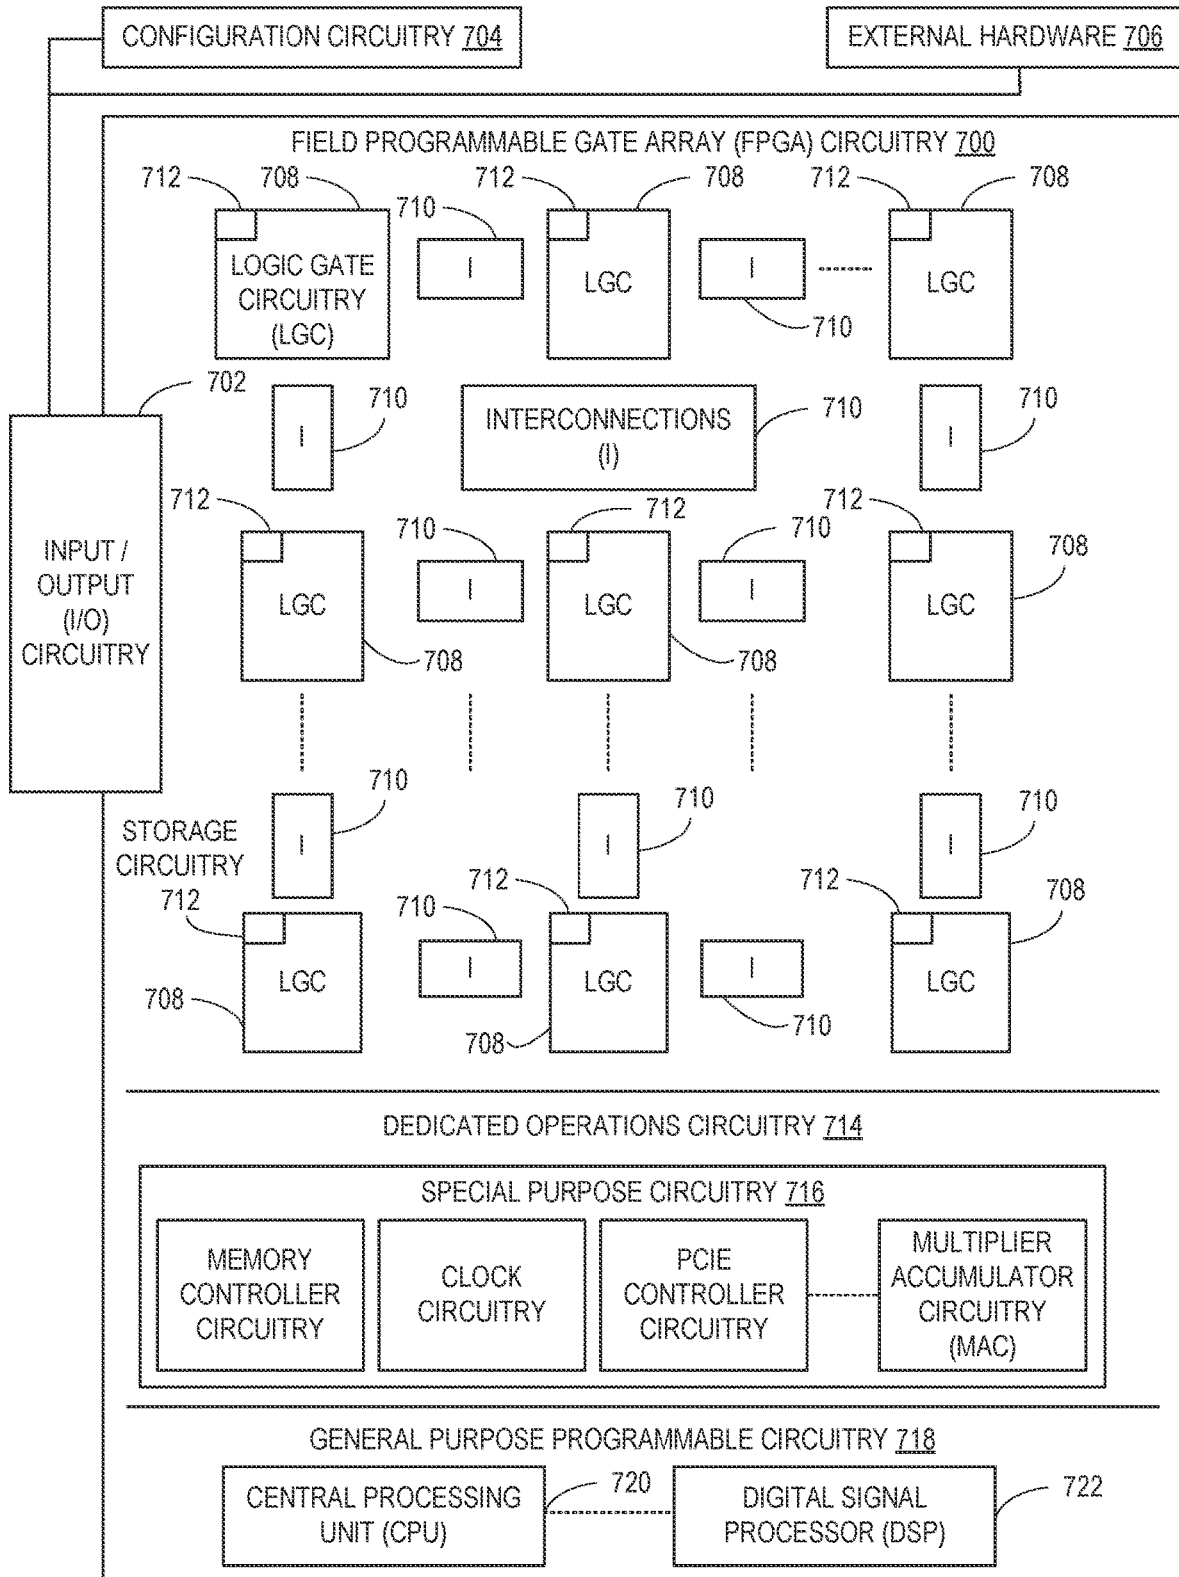 CONFIGURATION CIRCUITRY 704
EXTERNAL HARDWARE 706
FIELD PROGRAMMABLE GATE ARRAY (FPGA) CIRCUITRY 700
712
708
712
708
712
708
710
LOGIC GATE
CIRCUITRY
(LGC)
I
LGC
I
LGC
710
702
710
INTERCONNECTIONS
(I)
710
710
I
I
712
712
712
710
710
708
INPUT /
OUTPUT
(I/O)
CIRCUITRY
LGC
I
LGC
I
LGC
708
708
710
710
710
STORAGE
CIRCUITRY
I
I
I
712
712
712
708
710
LGC
I
LGC
I
LGC
708
708
710
DEDICATED OPERATIONS CIRCUITRY 714
SPECIAL PURPOSE CIRCUITRY 716
MEMORY
CONTROLLER
CIRCUITRY
CLOCK
CIRCUITRY
PCIE
CONTROLLER
CIRCUITRY
MULTIPLIER
ACCUMULATOR
CIRCUITRY
(MAC)
GENERAL PURPOSE PROGRAMMABLE CIRCUITRY 718
CENTRAL PROCESSING
UNIT (CPU)
720
DIGITAL SIGNAL
PROCESSOR (DSP)
722